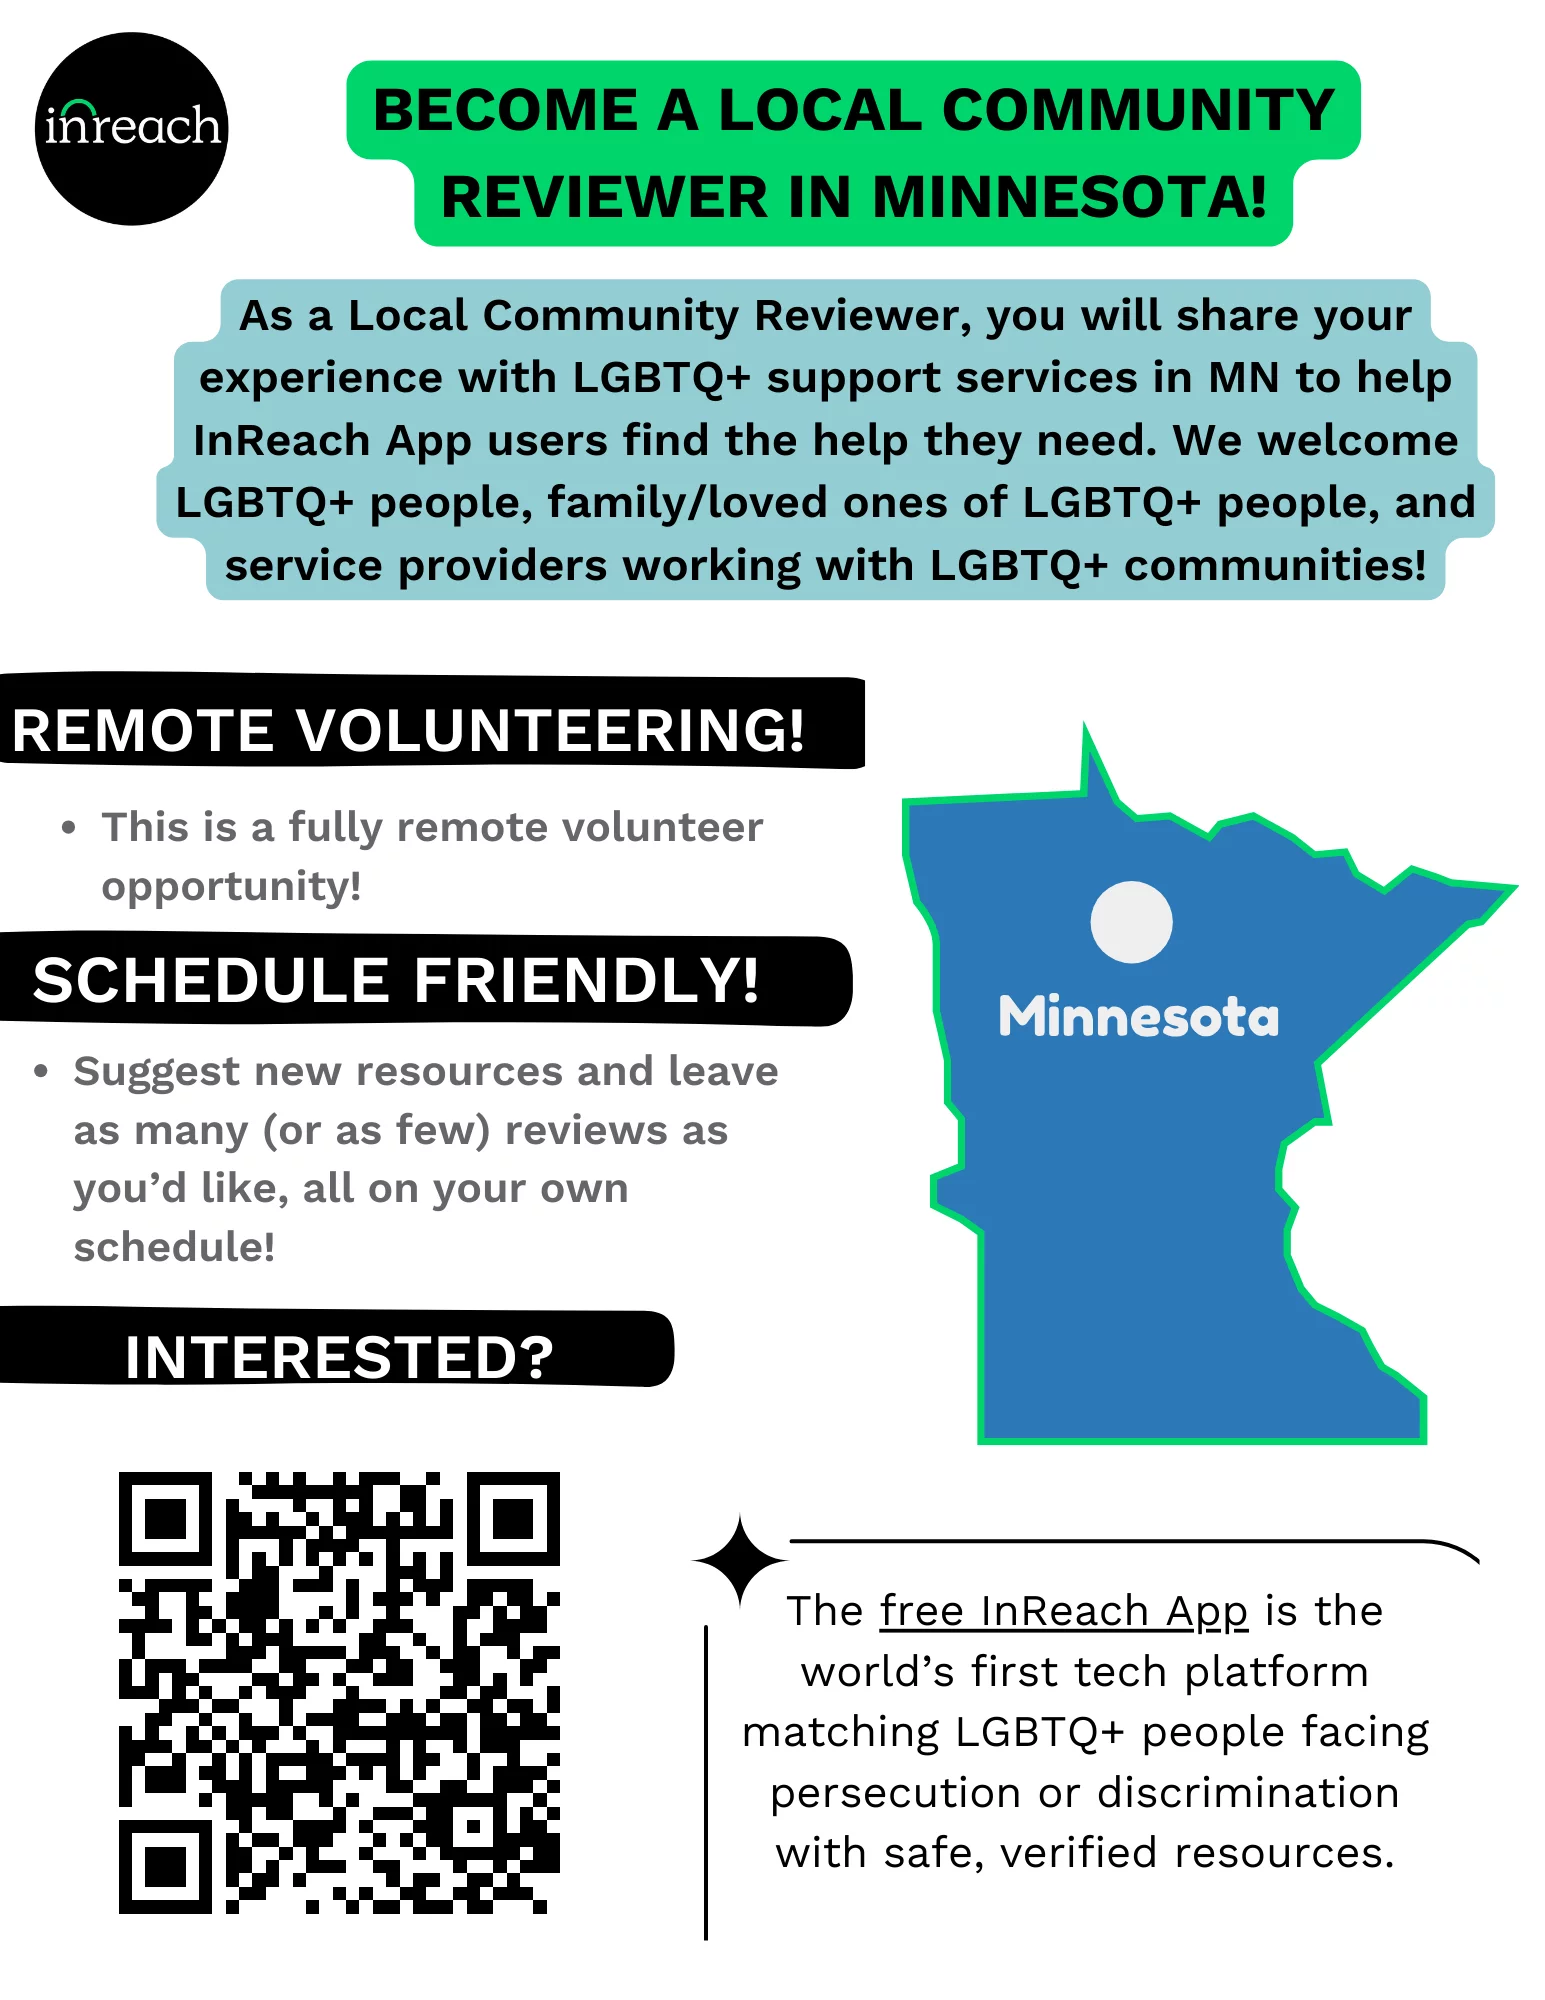 inreach
BECOME A LOCAL COMMUNITY
REVIEWER IN MINNESOTA!
As a Local Community Reviewer, you will share your
experience with LGBTQ+ support services in MN to help
InReach App users find the help they need. We welcome
LGBTQ+ people, family/loved ones of LGBTQ+ people, and
service providers working with LGBTQ+ communities!
REMOTE VOLUNTEERING!
• This is a fully remote volunteer
opportunity!
SCHEDULE FRIENDLY!
• Suggest new resources and leave
as many (or as few) reviews as
you’d like, all on your own
schedule!
Minnesota
INTERESTED?
The free InReach App is the
world’s first tech platform
matching LGBTQ+ people facing
persecution or discrimination
with safe, verified resources.